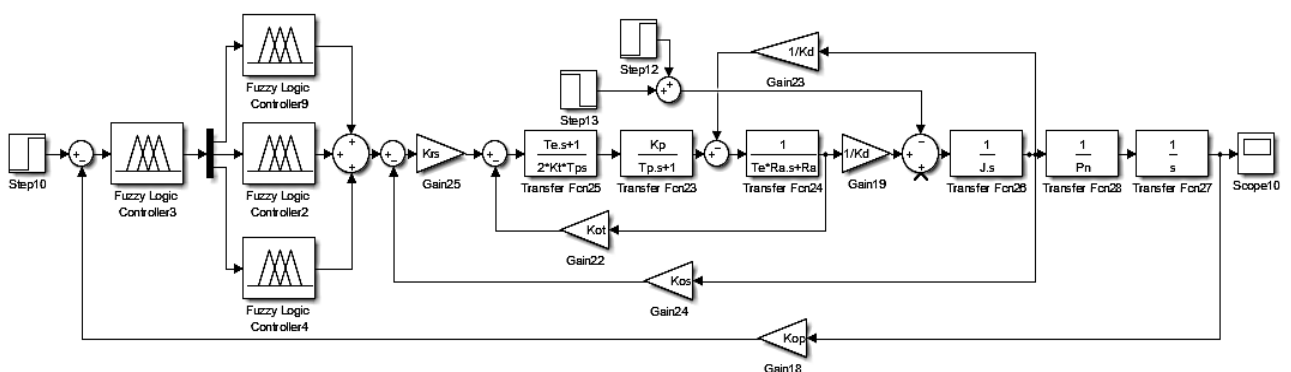 Fuzzy Logic
Controller9
Step12
1/Kd
Gain23
Step13
Step10
Fuzzy Logic
Controller3
Fuzzy Logic
Controller2
Krs
Gain25
Te.s+1
2*Kt*Tps
Transfer Fcn25
Kp
Tp.s+1
Transfer Fcn23
1
Te*Ra.s+Ra
Transfer Fcn24
1/Kd
Gain19
1
J.s
Transfer Fcn26
1
Pn
Transfer Fcn28
1
s
Transfer Fcn27
Scope10
Kot
Gain22
Fuzzy Logic
Controller4
Kos
Gain24
Kop
Gain18